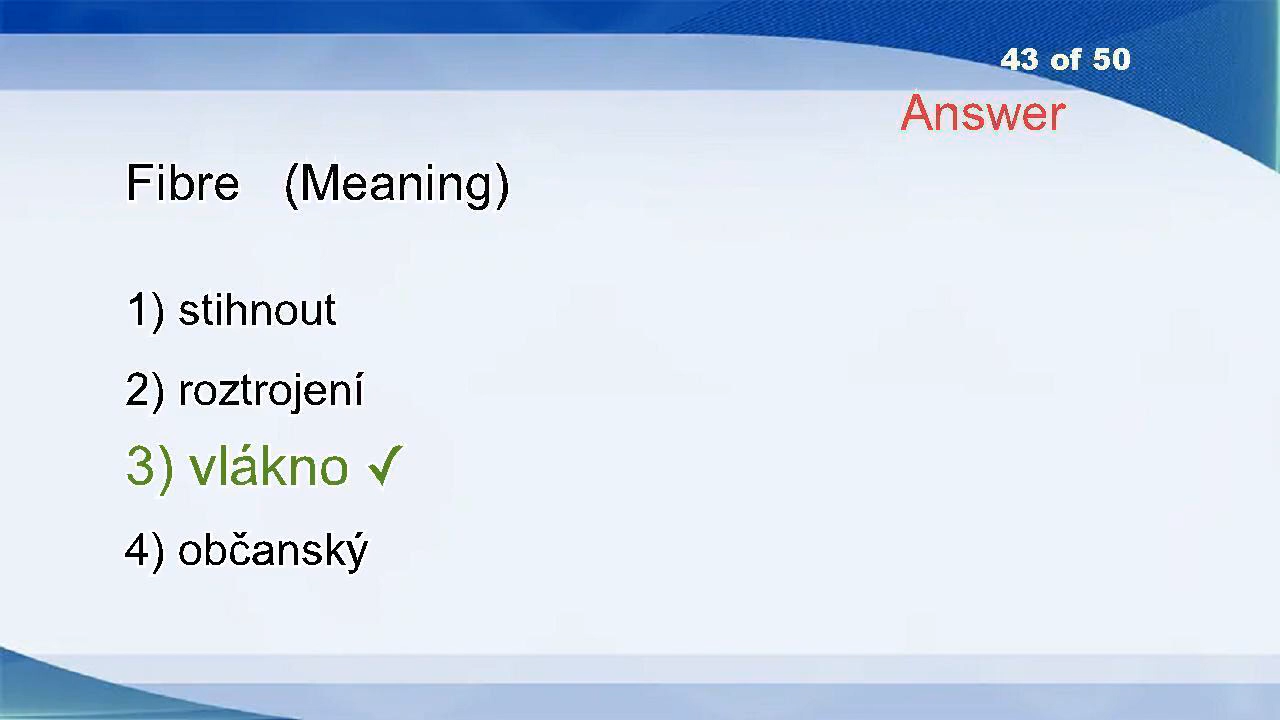 43 of 50
Answer
Fibre (Meaning)
1) stihnout
2) roztrojení
3) vlákno ✓
4) občanský